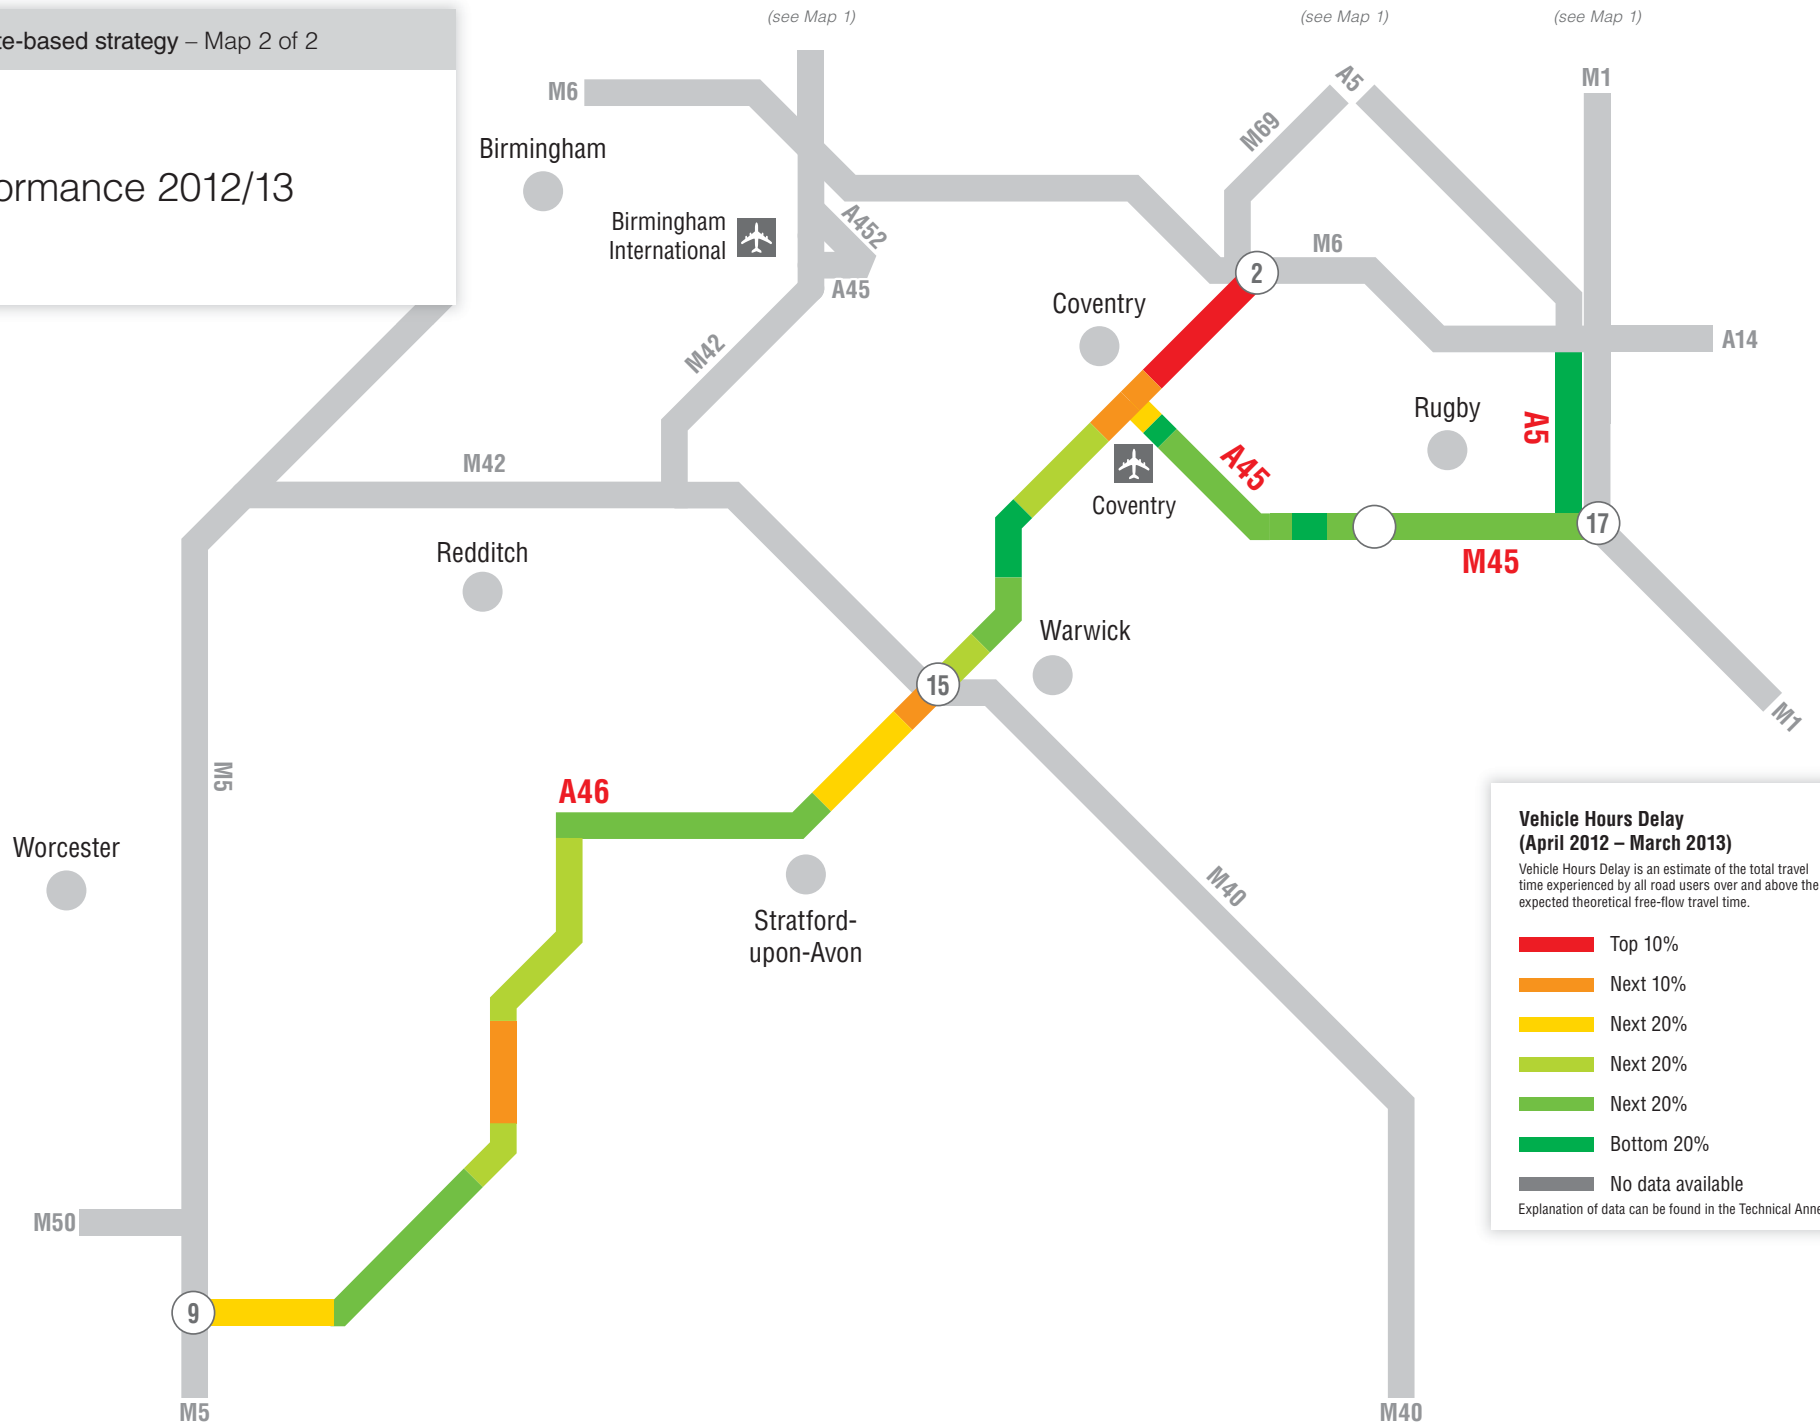 (see Map 1)
(see Map 1)
(see Map 1)
strategy – Map 2 of 2
2012/13
M6
A5
M1
M69
Birmingham
Birmingham
International
A452
A45
M6
2
Coventry
M42
A14
Rugby
A5
M42
A45
Coventry
17
M45
Redditch
Warwick
15
M1
M5
A46
Vehicle Hours Delay
(April 2012 – March 2013)
Vehicle Hours Delay is an estimate of the total travel
time experienced by all road users over and above the
expected theoretical free-flow travel time.
Top 10%
Next 10%
Next 20%
Next 20%
Next 20%
Bottom 20%
No data available
Explanation of data can be found in the Technical
Worcester
M40
Stratford-
upon-Avon
M50
9
M5
M40